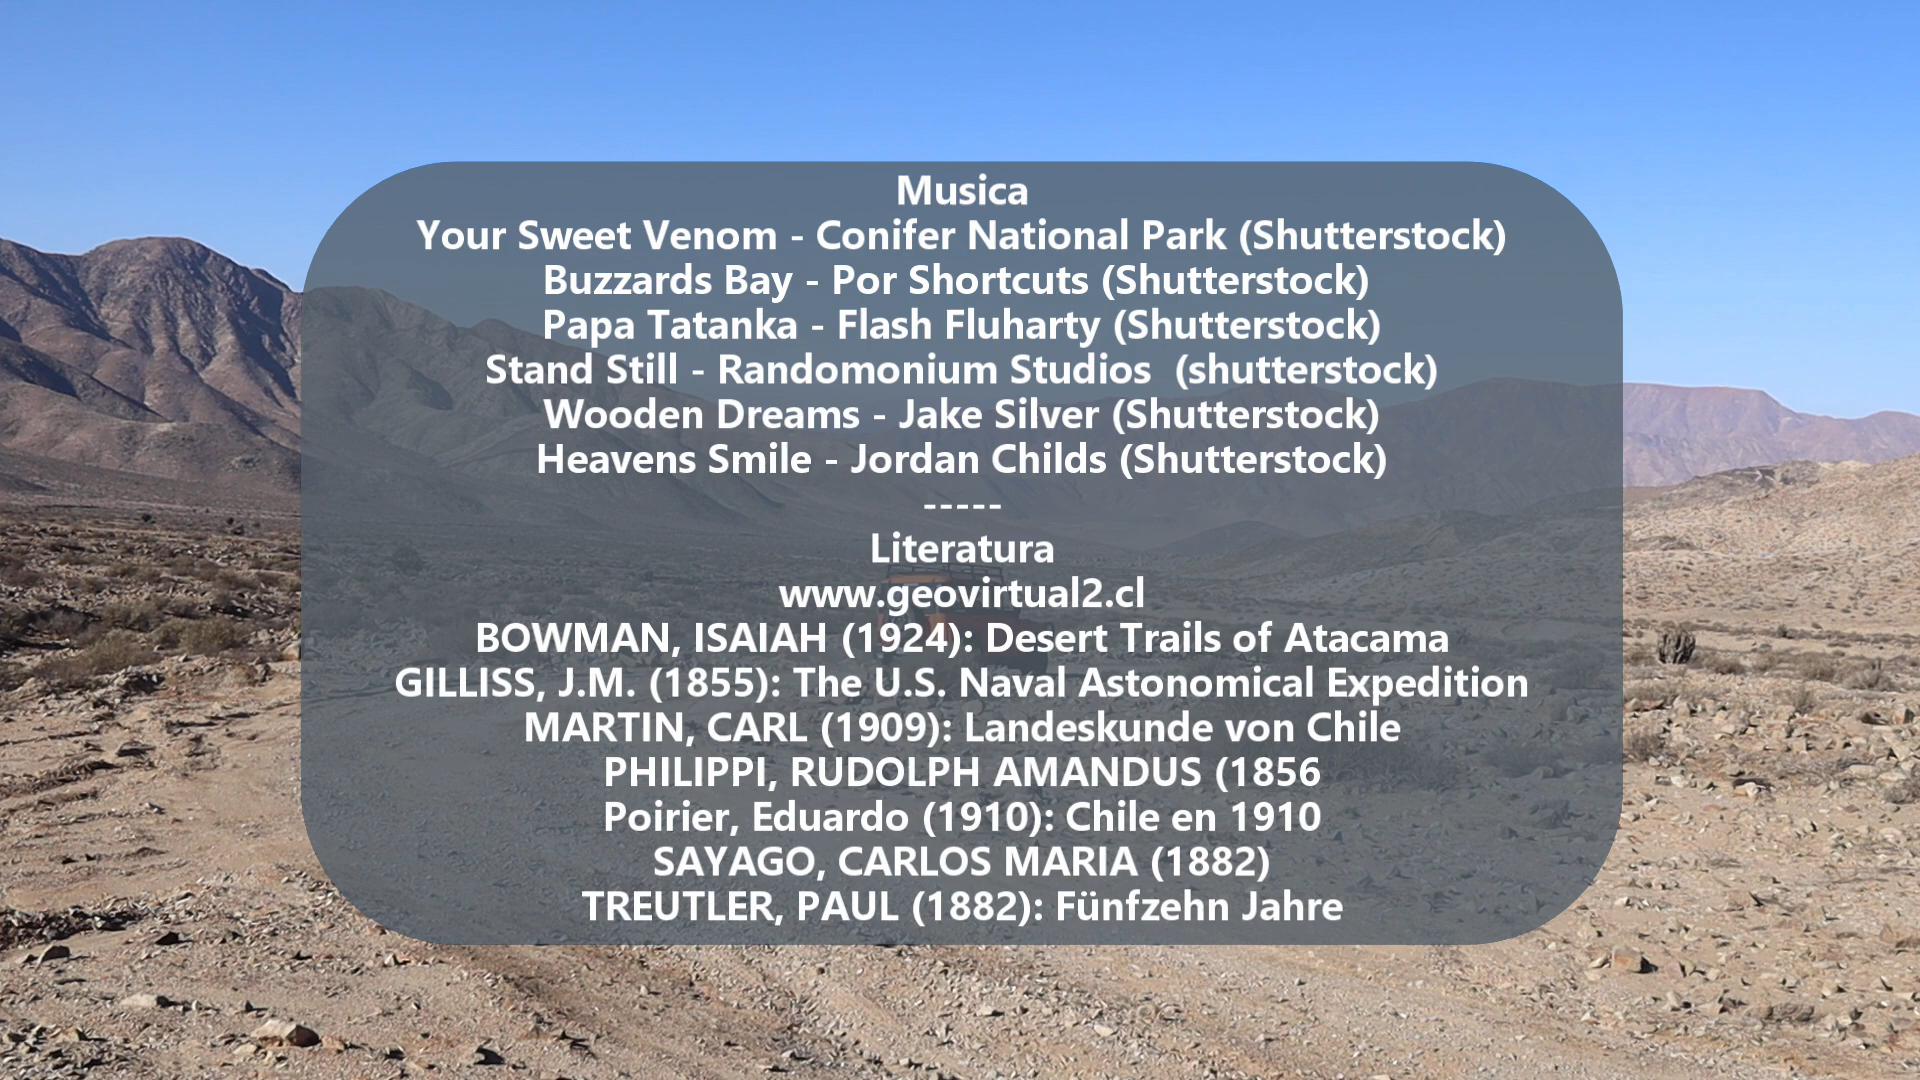 Musica
Your Sweet Venom - Conifer National Park (Shutterstock)
Buzzards Bay - Por Shortcuts (Shutterstock)
Papa Tatanka - Flash Fluharty (Shutterstock)
Stand Still - Randomonium Studios  (shutterstock)
Wooden Dreams - Jake Silver (Shutterstock)
Heavens Smile - Jordan Childs (Shutterstock)
-----
Literatura
www.geovirtual2.cl
BOWMAN, ISAIAH (1924): Desert Trails of Atacama
GILLISS, J.M. (1855): The U.S. Naval Astonomical Expedition
MARTIN, CARL (1909): Landeskunde von Chile
PHILIPPI, RUDOLPH AMANDUS (1856
Poirier, Eduardo (1910): Chile en 1910
SAYAGO, CARLOS MARIA (1882)
TREUTLER, PAUL (1882): Fünfzehn Jahre